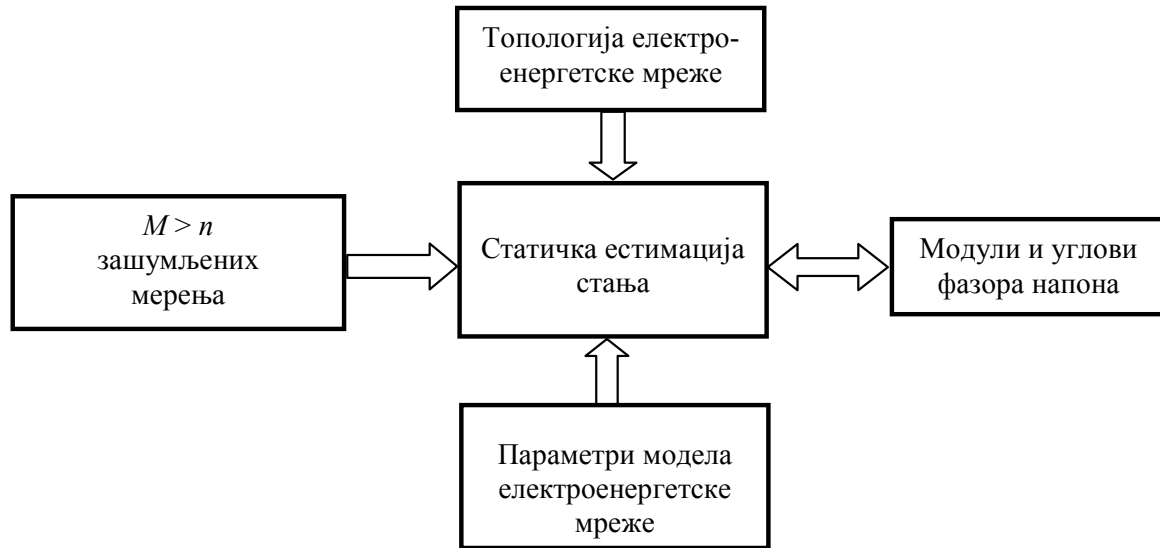 Топологија електро-
енергетске мреже
M > n
зашумљених
мерења
Статичка естимација
стања
Модули и углови
фазора напона
Параметри модела
електроенергетске
мреже